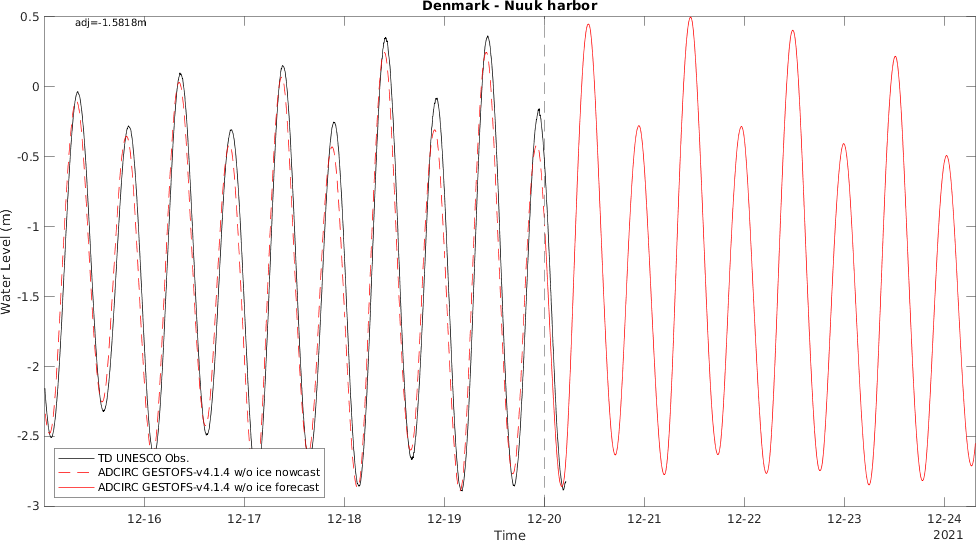 Denmark - Nuuk harbor
adj=-1.5818m
0.5
0
-0.5
-1
-1.5
-2
-2.5
-3
Water Level (m)
TD UNESCO Obs.
ADCIRC GESTOFS-v4.1.4 w/o ice nowcast
ADCIRC GESTOFS-v4.1.4 w/o ice forecast
12-16 12-17 12-18 12-19 12-20 12-21 12-22 12-23 12-24
Time 2021